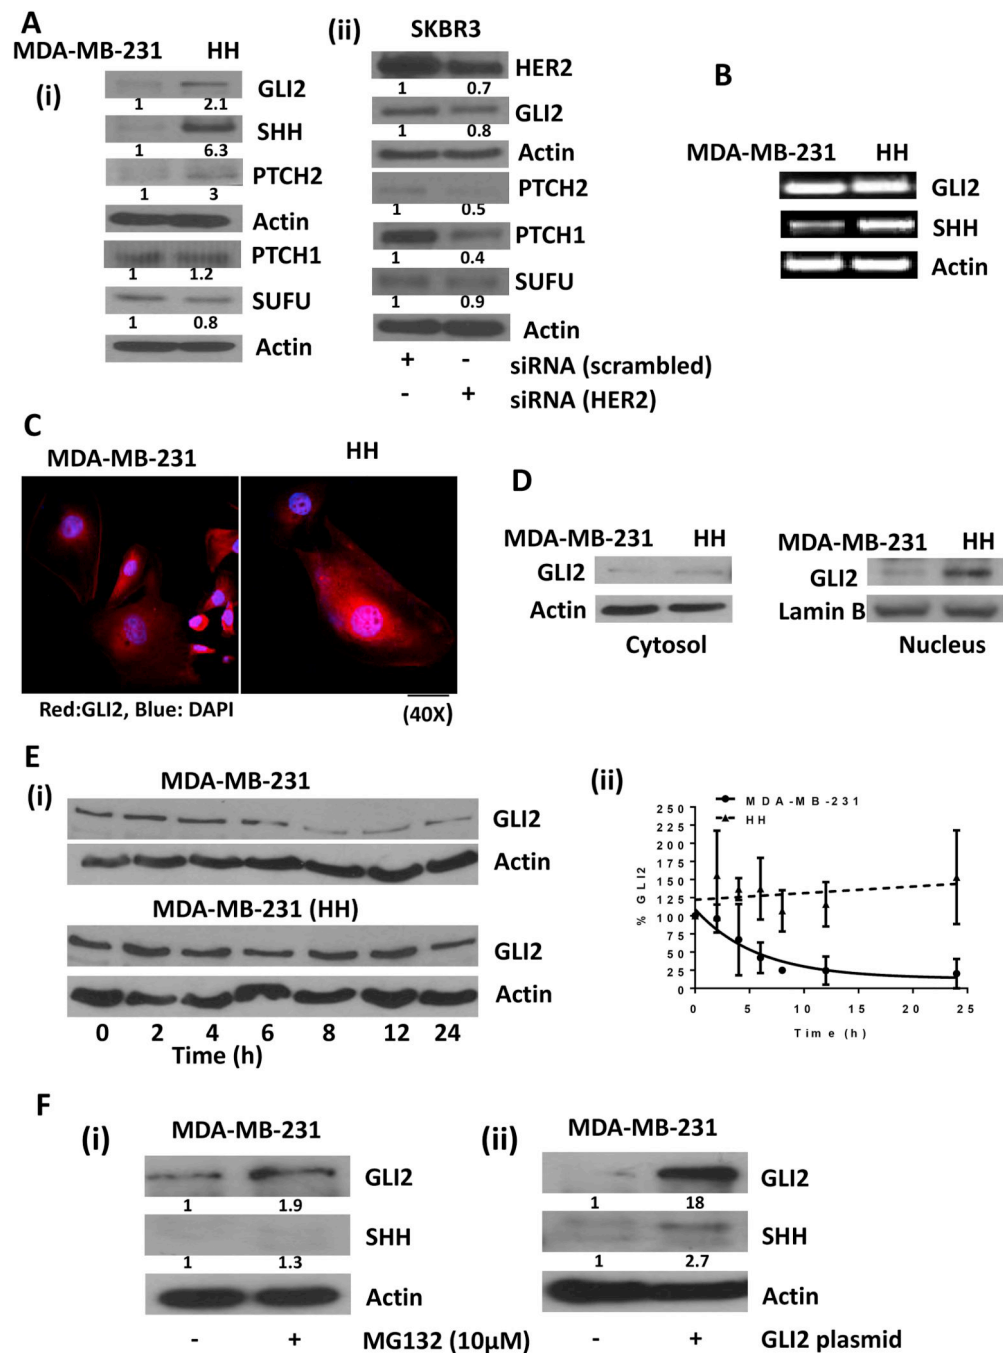 A
MDA-MB-231 HH
(i)
GLI2
1 2.1
SHH
1 6.3
PTCH2
1 3
Actin
PTCH1
1 1.2
SUFU
1 0.8
Actin
(ii) SKBR3
HER2
1 0.7
GLI2
1 0.8
Actin
PTCH2
1 0.5
PTCH1
1 0.4
SUFU
1 0.9
Actin
+ - siRNA (scrambled)
- + siRNA (HER2)
B
MDA-MB-231 HH
GLI2
SHH
Actin
C
MDA-MB-231 HH
Red:GLI2, Blue: DAPI (40X)
D
MDA-MB-231 HH
GLI2
Actin
Cytosol
MDA-MB-231 HH
GLI2
Lamin B
Nucleus
E
(i) MDA-MB-231
GLI2
Actin
MDA-MB-231 (HH)
GLI2
Actin
0 2 4 6 8 12 24
Time (h)
(ii)
MDA-MB-231
HH
% GLI2
250
225
200
175
150
125
100
75
50
25
0
0 5 10 15 20 25
Time (h)
F
(i) MDA-MB-231
GLI2
1 1.9
SHH
1 1.3
Actin
- + MG132 (10μM)
(ii) MDA-MB-231
GLI2
1 18
SHH
1 2.7
Actin
- + GLI2 plasmid